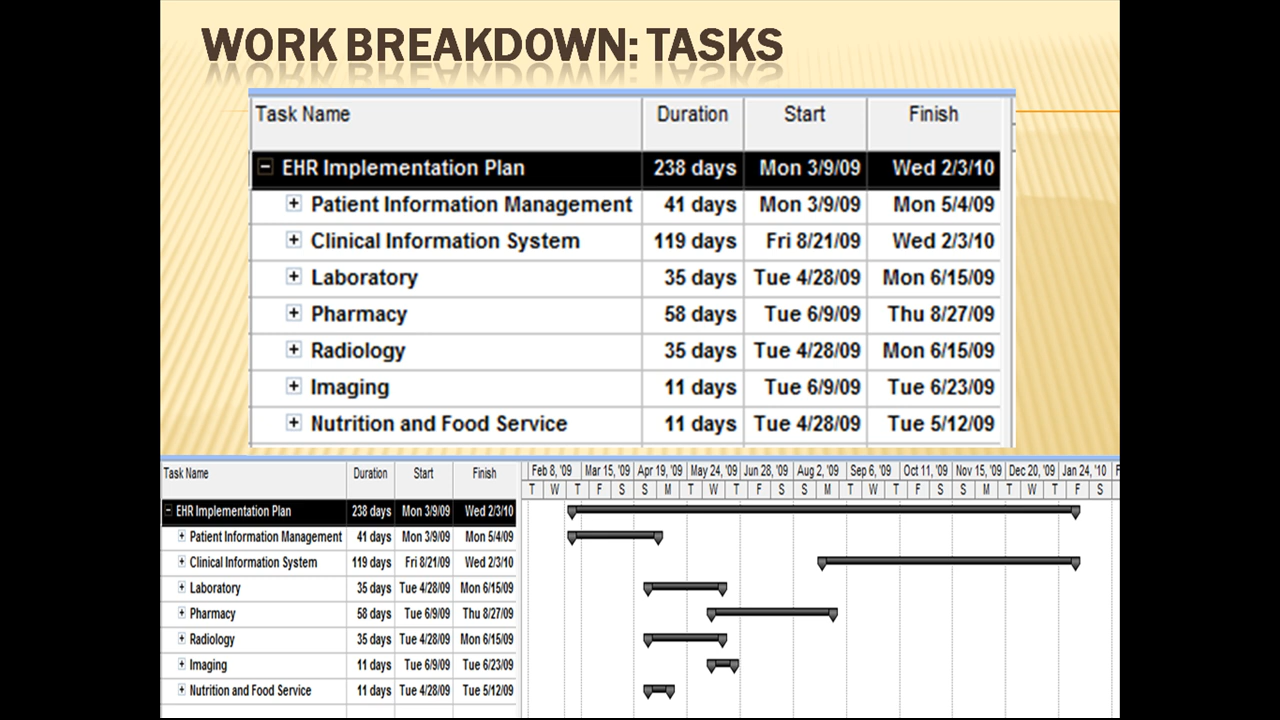 WORK BREAKDOWN: TASKS
Task Name Duration Start Finish
EHR Implementation Plan 238 days Mon 3/9/09 Wed 2/3/10
Patient Information Management 41 days Mon 3/9/09 Mon 5/4/09
Clinical Information System 119 days Fri 8/21/09 Wed 2/3/10
Laboratory 35 days Tue 4/28/09 Mon 6/15/09
Pharmacy 58 days Tue 6/9/09 Thu 8/27/09
Radiology 35 days Tue 4/28/09 Mon 6/15/09
Imaging 11 days Tue 6/9/09 Tue 6/23/09
Nutrition and Food Service 11 days Tue 4/28/09 Tue 5/12/09
Task Name Duration Start Finish Feb 8, '09 Mar 15, '09 Apr 19, '09 May 24, '09 Jun 28, '09 Aug 2, '09 Sep 6, '09 Oct 11, '09 Nov 15, '09 Dec 20, '09 Jan 24, '10 F
T W T F S S M T W T F S S M T W T F S S M T W T F S
EHR Implementation Plan 238 days Mon 3/9/09 Wed 2/3/10
Patient Information Management 41 days Mon 3/9/09 Mon 5/4/09
Clinical Information System 119 days Fri 8/21/09 Wed 2/3/10
Laboratory 35 days Tue 4/28/09 Mon 6/15/09
Pharmacy 58 days Tue 6/9/09 Thu 8/27/09
Radiology 35 days Tue 4/28/09 Mon 6/15/09
Imaging 11 days Tue 6/9/09 Tue 6/23/09
Nutrition and Food Service 11 days Tue 4/28/09 Tue 5/12/09